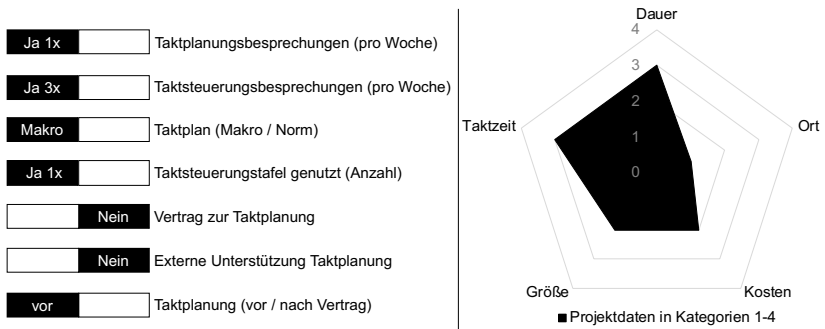 Ja 1x Taktplanungsbesprechungen (pro Woche)
Ja 3x Taktsteuerungsbesprechungen (pro Woche)
Makro Taktplan (Makro / Norm)
Ja 1x Taktsteuerungstafel genutzt (Anzahl)
Nein Vertrag zur Taktplanung
Nein Externe Unterstützung Taktplanung
vor Taktplanung (vor / nach Vertrag)
Dauer
4
3
2
1
0
Taktzeit
Ort
Größe
Kosten
Projektdaten in Kategorien 1-4